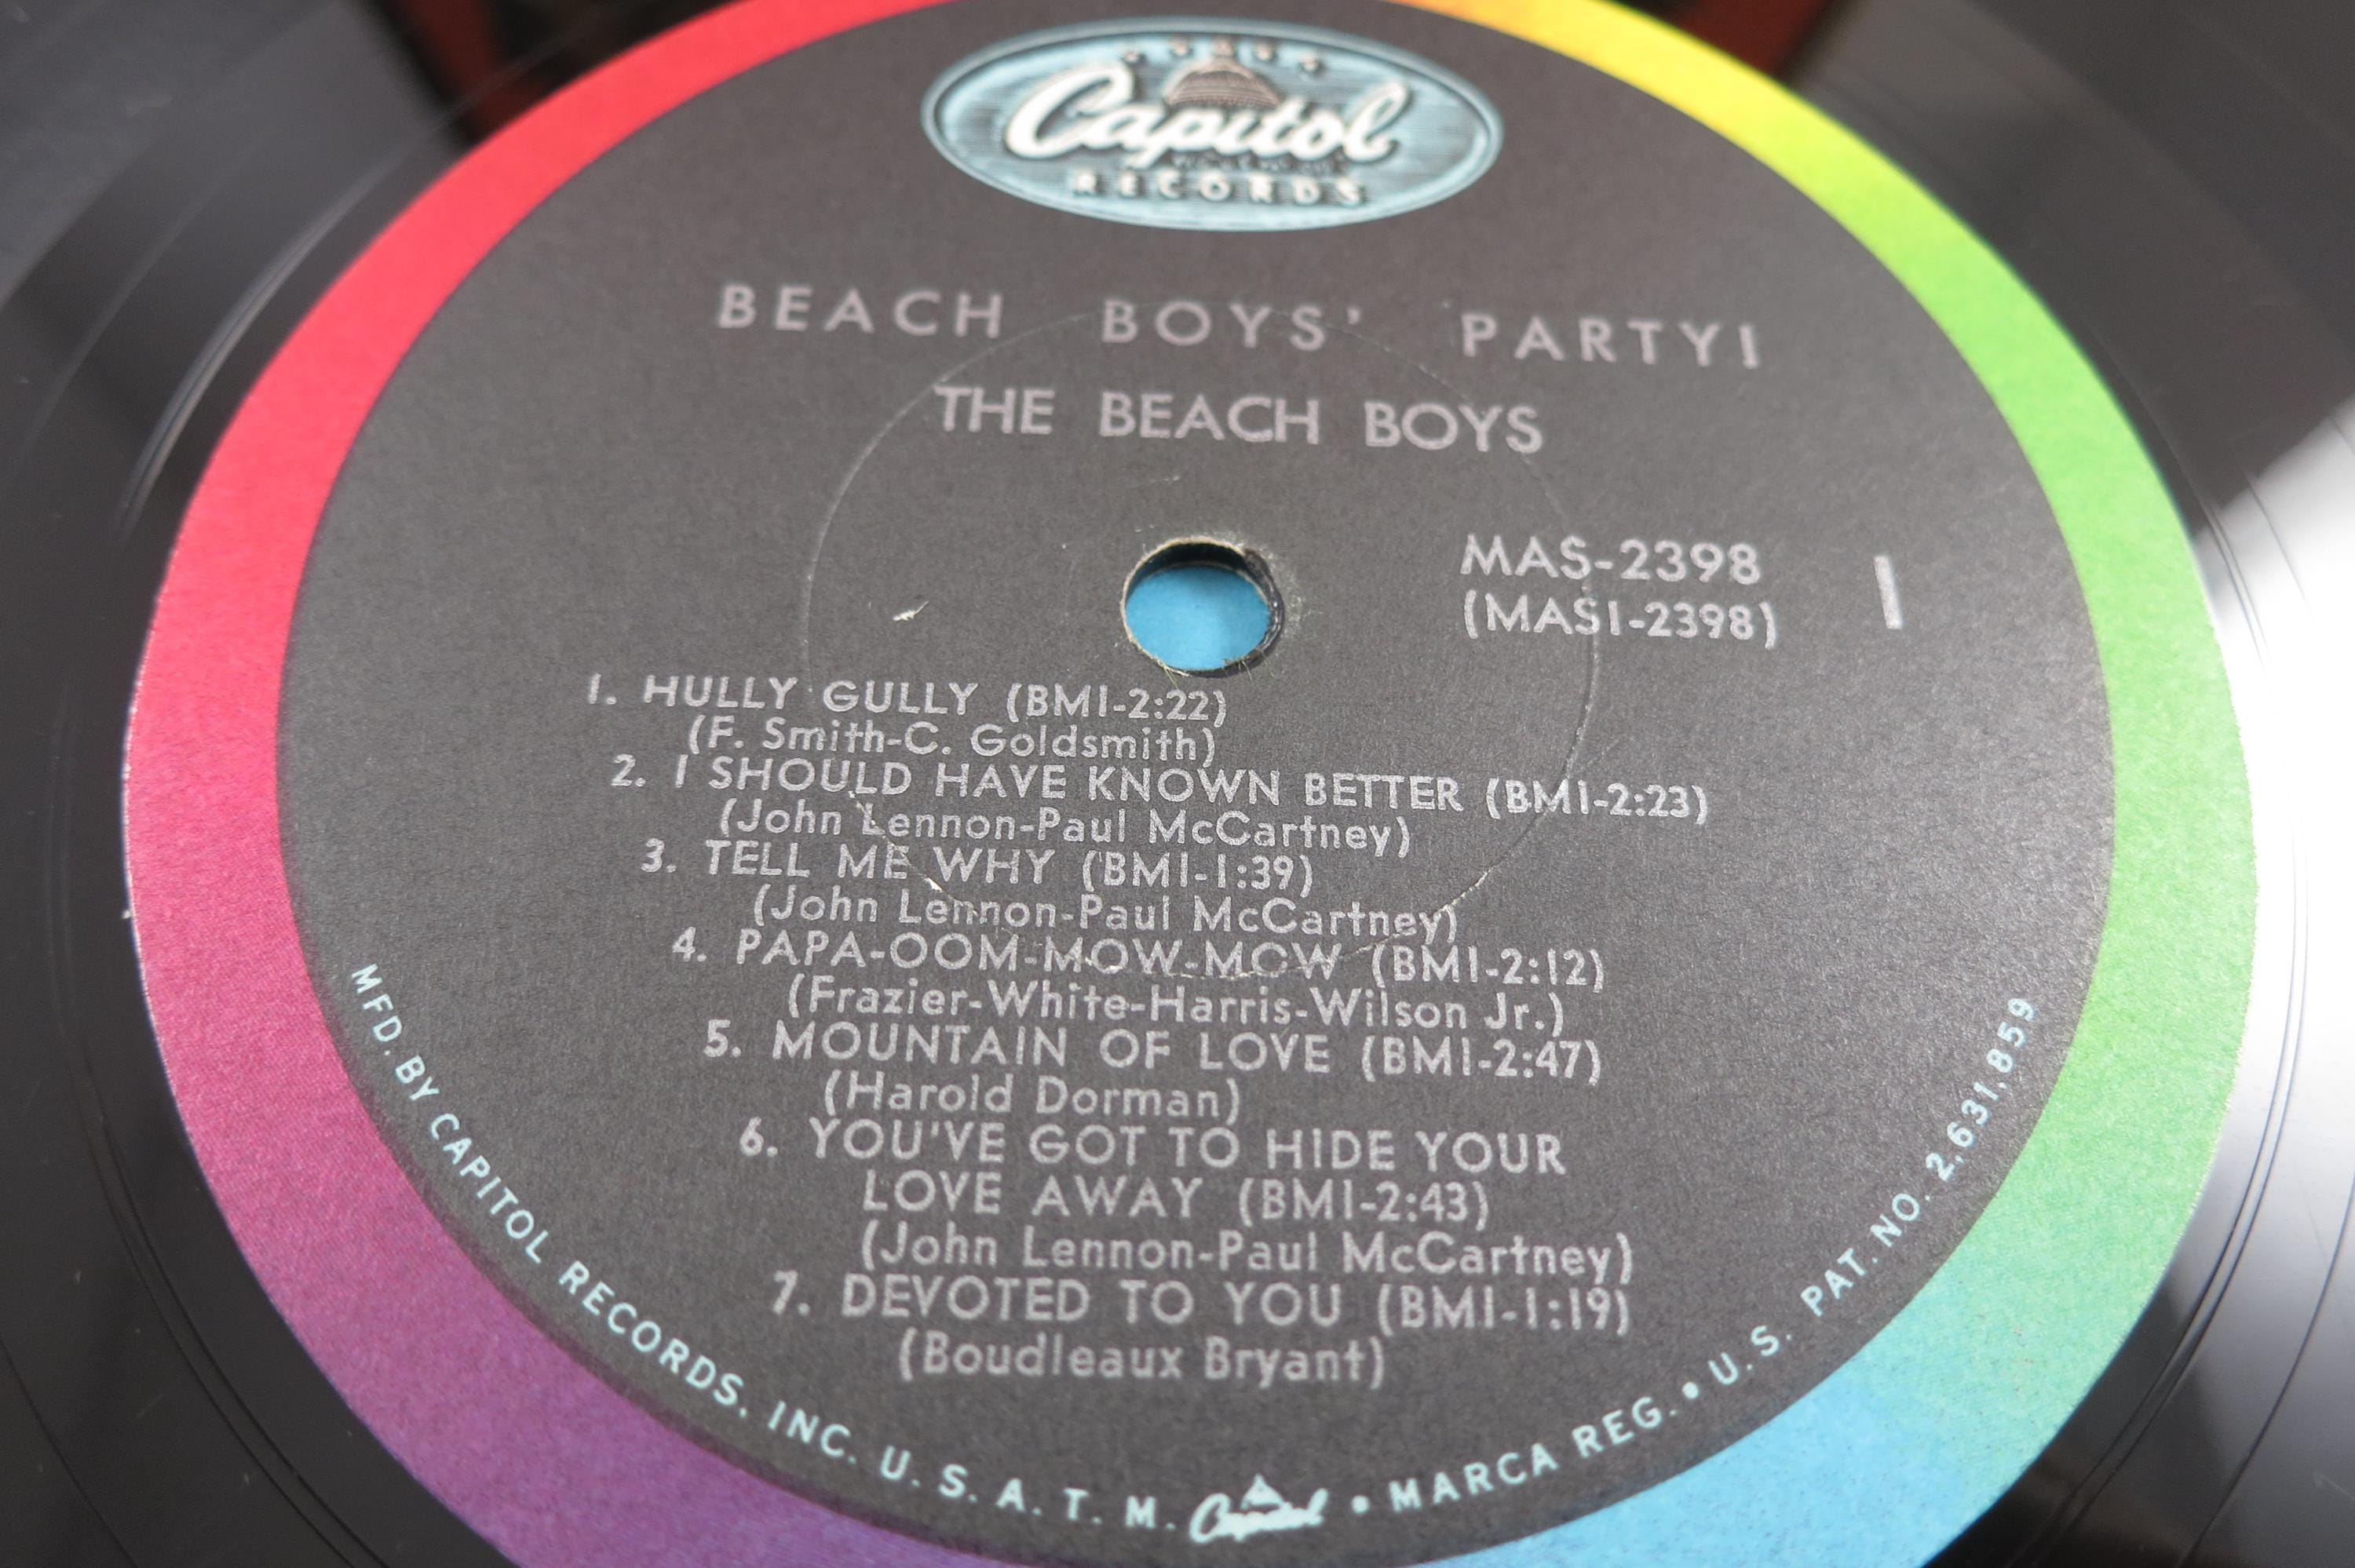 Capitol
RECORDS
BEACH BOYS' PARTY!
THE BEACH BOYS
MAS-2398
(MAS1-2398)
1
1. HULLY GULLY (BMI-2:22)
(F. Smith-C. Goldsmith)
2. I SHOULD HAVE KNOWN BETTER (BMI-2:23)
(John Lennon-Paul McCartney)
3. TELL ME WHY (BMI-1:39)
(John Lennon-Paul McCartney)
4. PAPA-OOM-MOW-MOW (BMI-2:12)
(Frazier-White-Harris-Wilson Jr.)
5. MOUNTAIN OF LOVE (BMI-2:47)
(Harold Dorman)
6. YOU'VE GOT TO HIDE YOUR
LOVE AWAY (BMI-2:43)
(John Lennon-Paul McCartney)
7. DEVOTED TO YOU (BMI-1:19)
(Boudleaux Bryant)
MFD. BY CAPITOL RECORDS, INC. U. S. A. T. M. Capitol • MARCA REG. • U. S. PAT. NO. 2,631,859